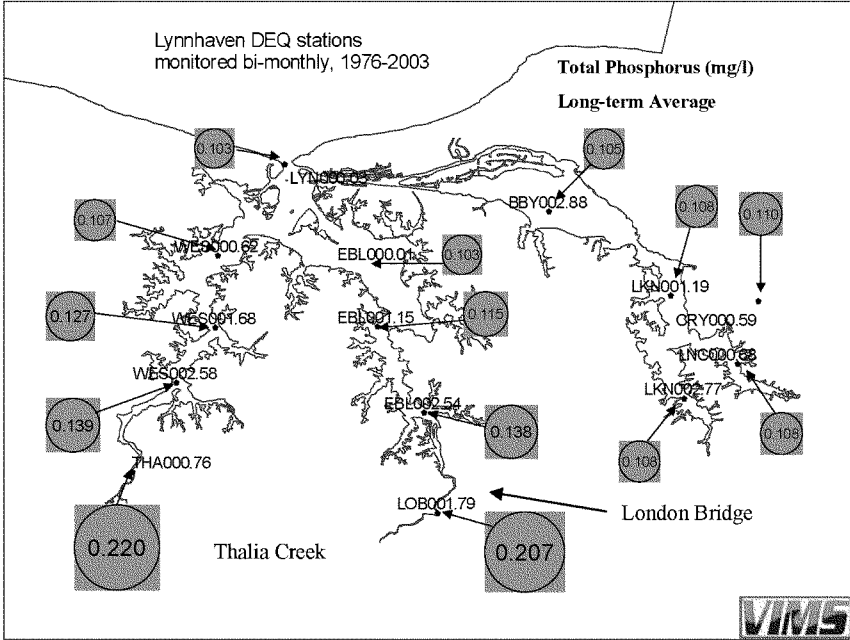 Lynnhaven DEQ stations
monitored bi-monthly, 1976-2003
Total Phosphorus (mg/l)
Long-term Average
0.103
0.105
LYN000.03
BBY002.88
0.107
0.108
0.110
WES000.62
EBL000.01
0.103
LKN001.19
0.127
WES001.68
EBL001.15
0.115
CRY000.59
LNC000.68
WES002.58
LKN002.77
EBL002.54
0.139
0.138
0.108
0.108
THA000.76
LOB001.79
London Bridge
0.220
Thalia Creek
0.207
VIMS